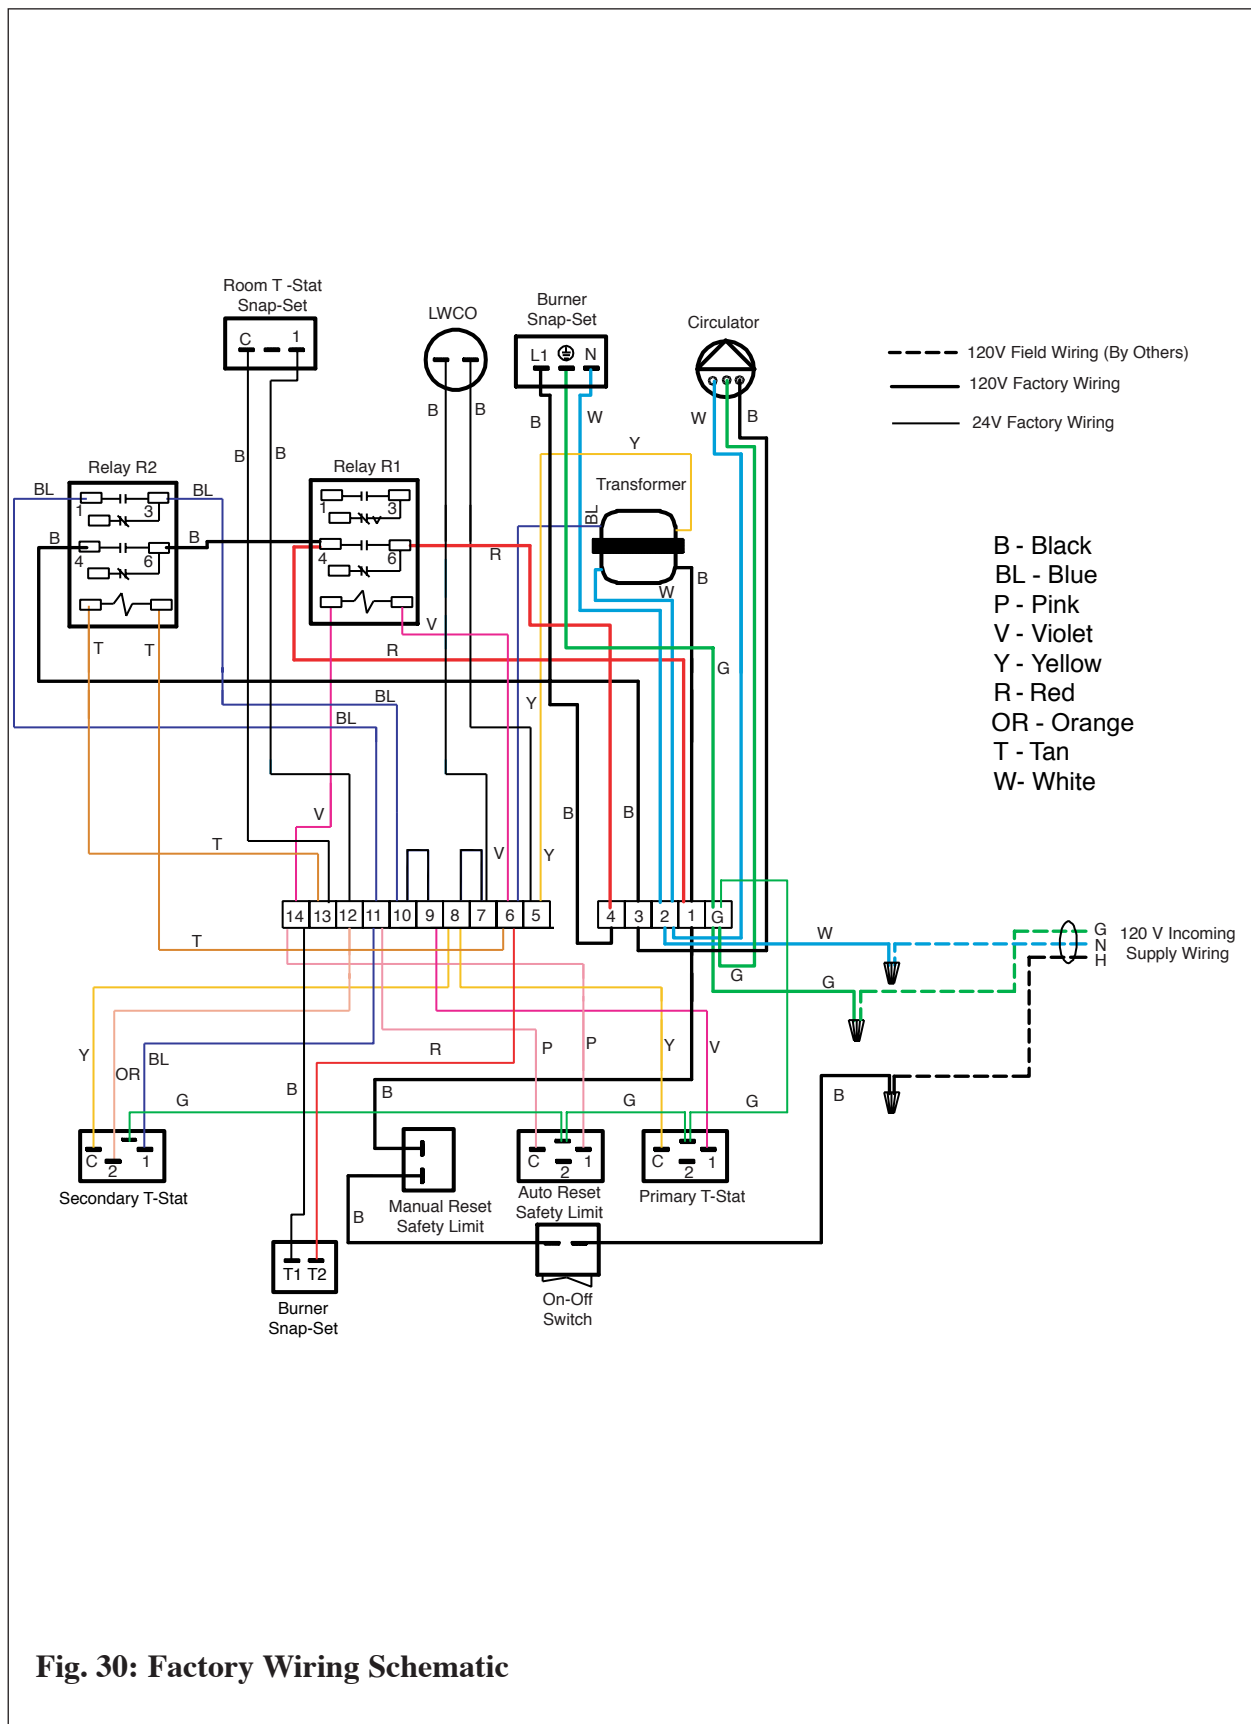 Room T -Stat
Snap-Set
C 1
LWCO
Burner
Snap-Set
L1 N
Circulator
120V Field Wiring (By Others)
120V Factory Wiring
24V Factory Wiring
B B W W B
B B
Y
Relay R2
Relay R1
Transformer
BL BL
1 3
1 3
BL
B B
4 6
4 6
R
B
W
T T
V
R
G
BL
BL
Y
B - Black
BL - Blue
P - Pink
V - Violet
Y - Yellow
R - Red
OR - Orange
T - Tan
W- White
V
T
B B
V Y
14 13 12 11 10 9 8 7 6 5
4 3 2 1 G
T
W
G
G
G
N
H
120 V Incoming
Supply Wiring
Y
OR
BL
R
P P Y V
B
B
B
G G G
C 2 1
Secondary T-Stat
Manual Reset
Safety Limit
C 2 1
Auto Reset
Safety Limit
C 2 1
Primary T-Stat
B
T1 T2
Burner
Snap-Set
On-Off
Switch
Fig. 30: Factory Wiring Schematic